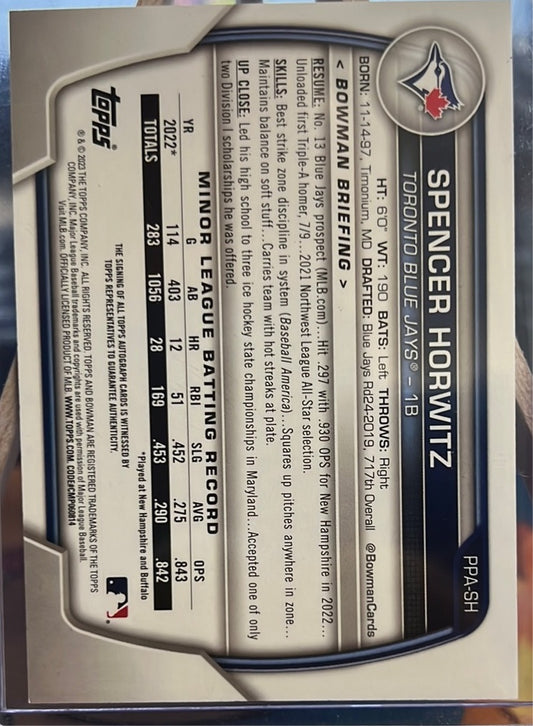 PPA-SH
SPENCER HORWITZ
TORONTO BLUE JAYS® – 1B
HT: 6'0" WT: 190 BATS: Left THROWS: Right
BORN: 11-14-97, Timonium, MD DRAFTED: Blue Jays Rd24-2019, 717th Overall @BowmanCards
< BOWMAN BRIEFING >
RESUME: No. 13 Blue Jays prospect (MLB.com)...Hit .297 with .930 OPS for New Hampshire in 2022...
Unloaded first Triple-A homer, 7/9...2021 Northwest League All-Star selection.
SKILLS: Best strike zone discipline in system (Baseball America)...Squares up pitches anywhere in zone...
Maintains balance on soft stuff...Carries team with hot streaks at plate.
UP CLOSE: Led his high school to three ice hockey state championships in Maryland...Accepted one of only
two Division I scholarships he was offered.
MINOR LEAGUE BATTING RECORD
YR G AB HR RBI SLG AVG OPS
2022* 114 403 12 51 .452 .275 .843
TOTALS 283 1056 28 169 .453 .290 .842
*Played at New Hampshire and Buffalo
topps®
THE SIGNING OF ALL TOPPS AUTOGRAPH CARDS IS WITNESSED BY
TOPPS REPRESENTATIVES TO GUARANTEE AUTHENTICITY.
® & © 2023 THE TOPPS COMPANY, INC. ALL RIGHTS RESERVED. TOPPS AND BOWMAN ARE REGISTERED TRADEMARKS OF THE TOPPS
COMPANY, INC. Major League Baseball trademarks and copyrights are used with permission of Major League Baseball.
Visit MLB.com. OFFICIALLY LICENSED PRODUCT OF MLB. WWW.TOPPS.COM. CODE#CMP060814